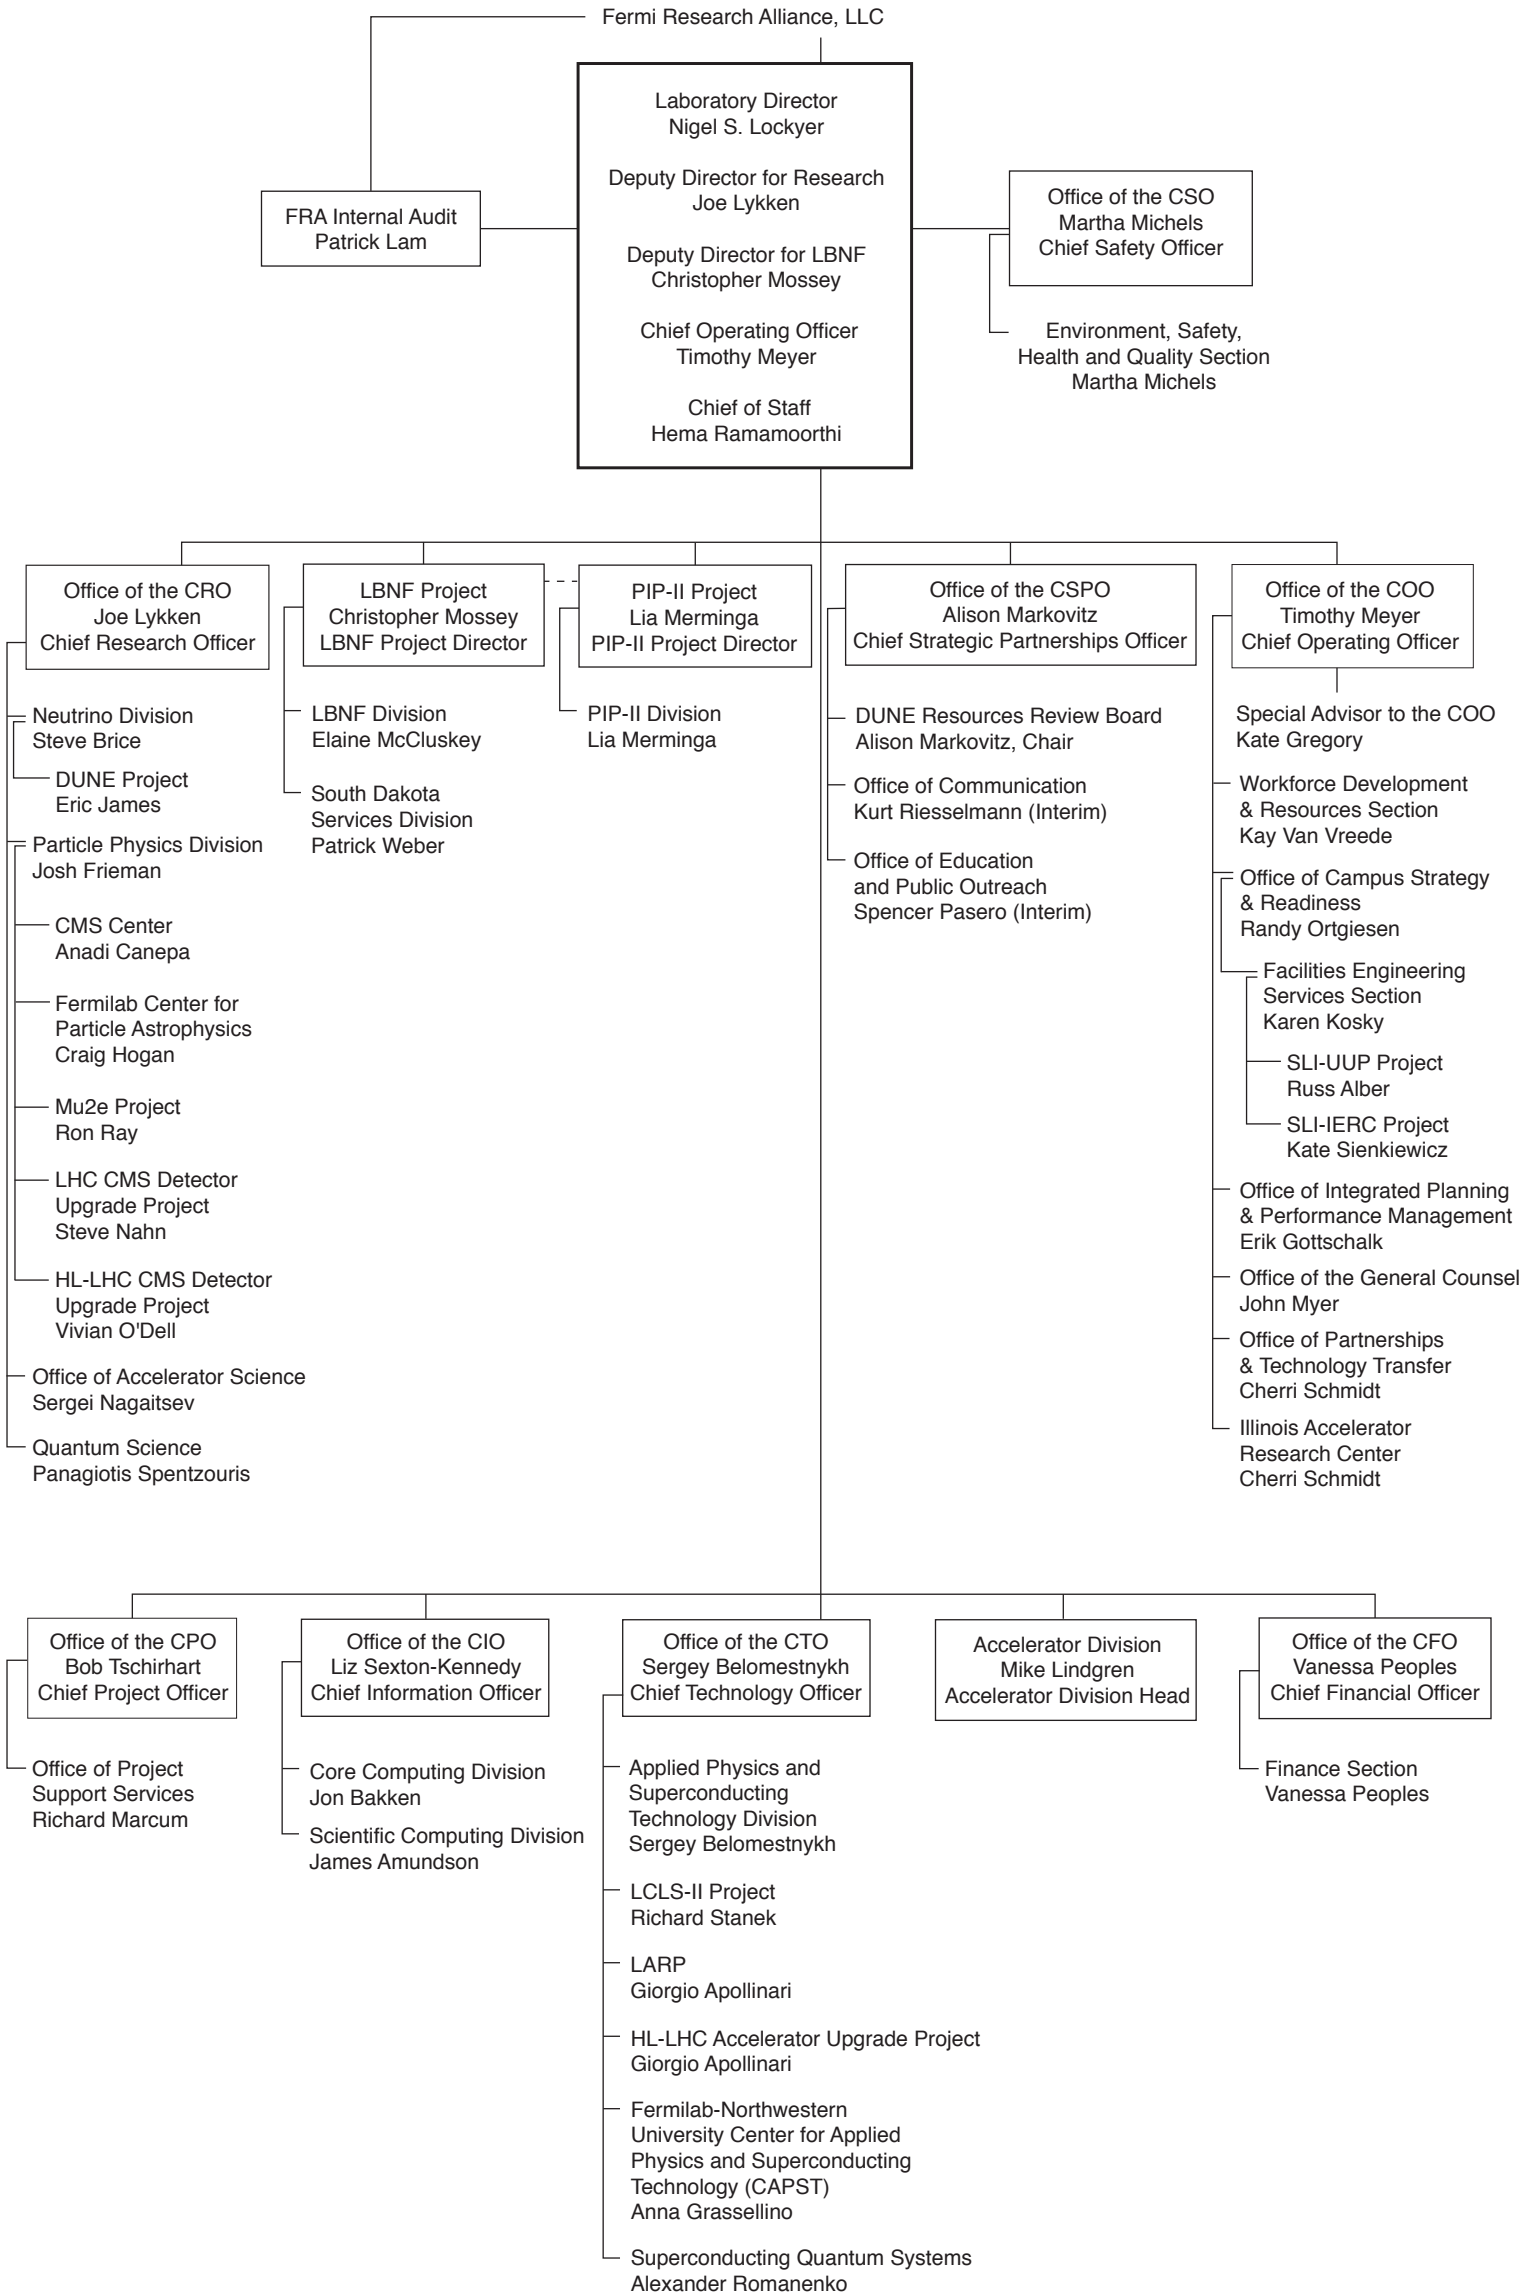 Fermi Research Alliance, LLC
Laboratory Director
Nigel S. Lockyer
Deputy Director for Research
Joe Lykken
Deputy Director for LBNF
Christopher Mossey
Chief Operating Officer
Timothy Meyer
Chief of Staff
Hema Ramamoorthi
FRA Internal Audit
Patrick Lam
Office of the CSO
Martha Michels
Chief Safety Officer
Environment, Safety,
Health and Quality Section
Martha Michels
Office of the CRO
Joe Lykken
Chief Research Officer
Neutrino Division
Steve Brice
DUNE Project
Eric James
Particle Physics Division
Josh Frieman
CMS Center
Anadi Canepa
Fermilab Center for
Particle Astrophysics
Craig Hogan
Mu2e Project
Ron Ray
LHC CMS Detector
Upgrade Project
Steve Nahn
HL-LHC CMS Detector
Upgrade Project
Vivian O'Dell
Office of Accelerator Science
Sergei Nagaitsev
Quantum Science
Panagiotis Spentzouris
LBNF Project
Christopher Mossey
LBNF Project Director
LBNF Division
Elaine McCluskey
South Dakota
Services Division
Patrick Weber
PIP-II Project
Lia Merminga
PIP-II Project Director
PIP-II Division
Lia Merminga
Office of the CSPO
Alison Markovitz
Chief Strategic Partnerships Officer
DUNE Resources Review Board
Alison Markovitz, Chair
Office of Communication
Kurt Riesselmann (Interim)
Office of Education
and Public Outreach
Spencer Pasero (Interim)
Office of the COO
Timothy Meyer
Chief Operating Officer
Special Advisor to the COO
Kate Gregory
Workforce Development
& Resources Section
Kay Van Vreede
Office of Campus Strategy
& Readiness
Randy Ortgiesen
Facilities Engineering
Services Section
Karen Kosky
SLI-UUP Project
Russ Alber
SLI-IERC Project
Kate Sienkiewicz
Office of Integrated Planning
& Performance Management
Erik Gottschalk
Office of the General Counsel
John Myer
Office of Partnerships
& Technology Transfer
Cherri Schmidt
Illinois Accelerator
Research Center
Cherri Schmidt
Office of the CPO
Bob Tschirhart
Chief Project Officer
Office of Project
Support Services
Richard Marcum
Office of the CIO
Liz Sexton-Kennedy
Chief Information Officer
Core Computing Division
Jon Bakken
Scientific Computing Division
James Amundson
Office of the CTO
Sergey Belomestnykh
Chief Technology Officer
Applied Physics and
Superconducting
Technology Division
Sergey Belomestnykh
LCLS-II Project
Richard Stanek
LARP
Giorgio Apollinari
HL-LHC Accelerator Upgrade Project
Giorgio Apollinari
Fermilab-Northwestern
University Center for Applied
Physics and Superconducting
Technology (CAPST)
Anna Grassellino
Superconducting Quantum Systems
Alexander Romanenko
Accelerator Division
Mike Lindgren
Accelerator Division Head
Office of the CFO
Vanessa Peoples
Chief Financial Officer
Finance Section
Vanessa Peoples